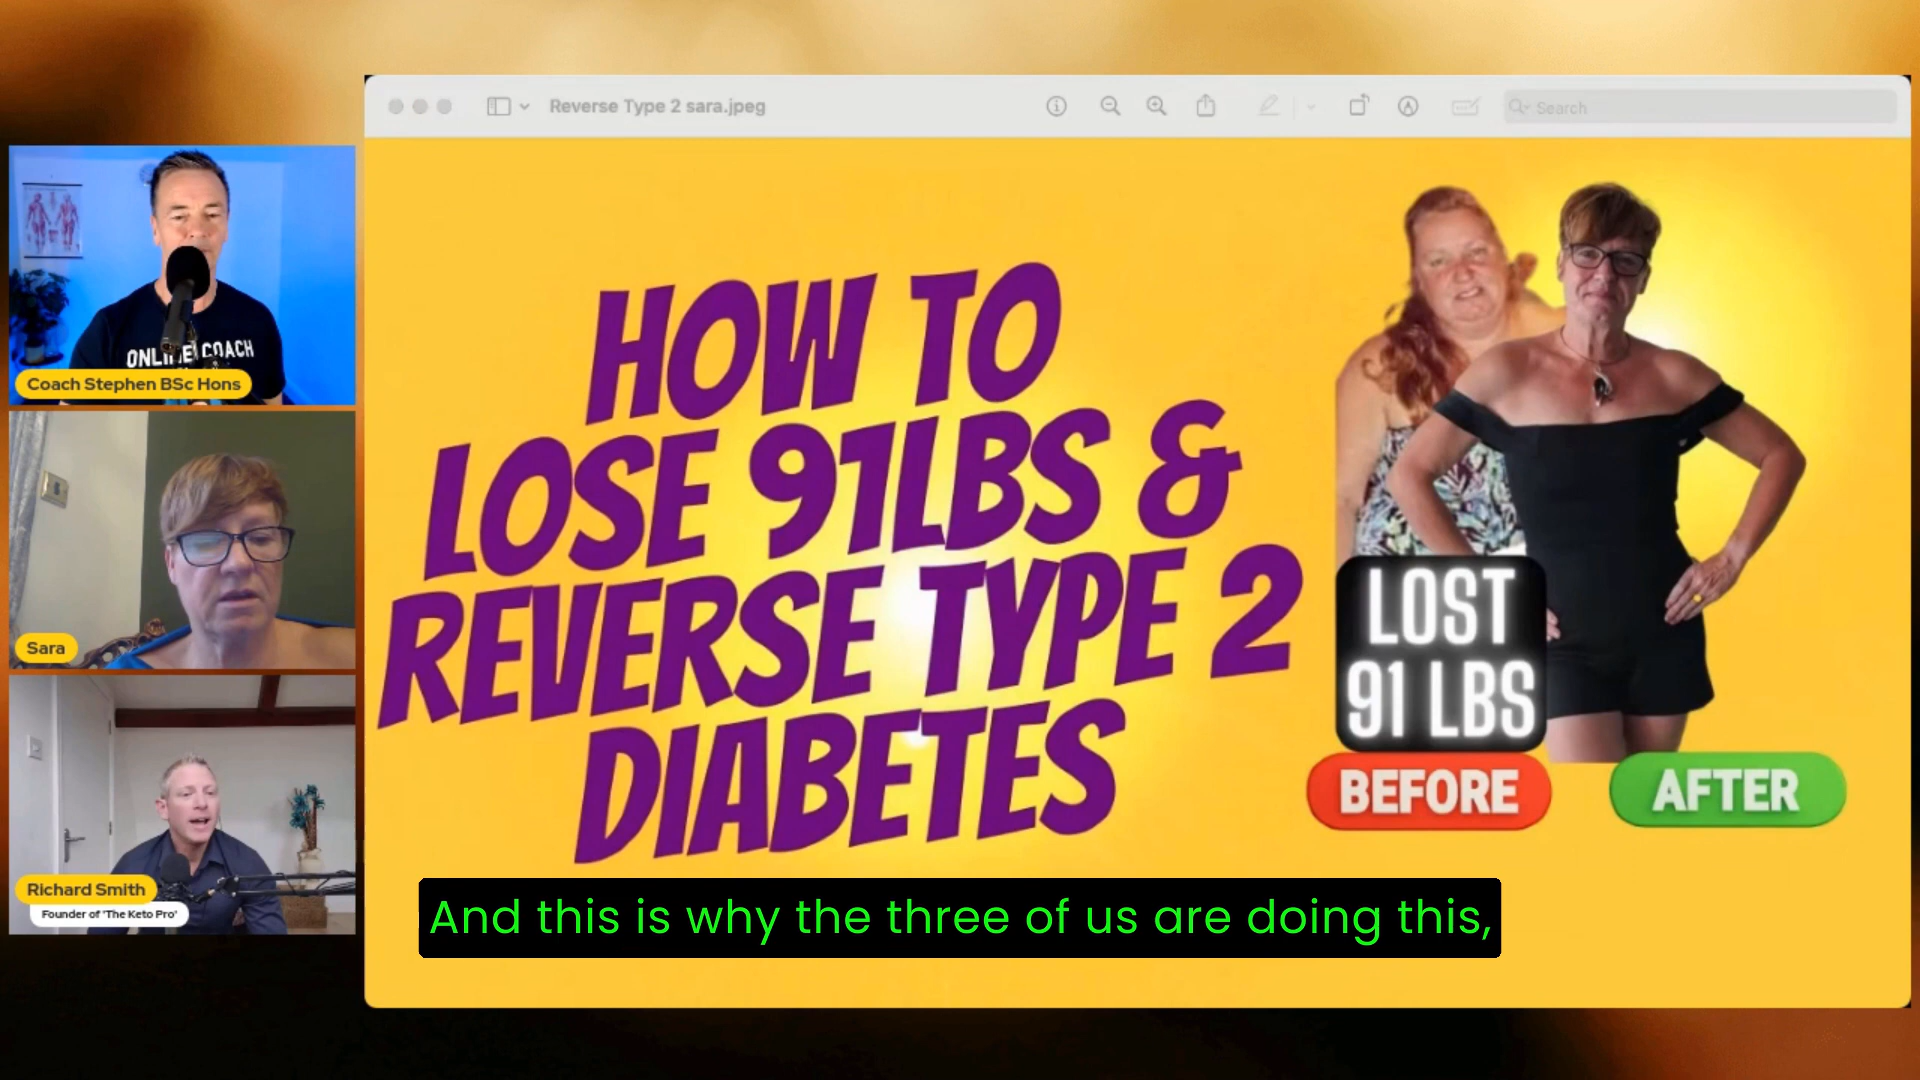 Reverse Type 2 sara.jpeg
Search
ONLINE COACH
Coach Stephen BSc Hons
Sara
Richard Smith
Founder of 'The Keto Pro'
HOW TO
LOSE 91LBS &
REVERSE TYPE 2
DIABETES
LOST
91 LBS
BEFORE
AFTER
And this is why the three of us are doing this,